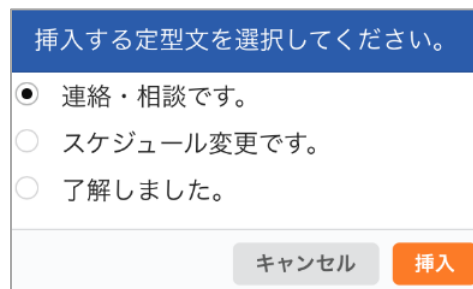 挿入する定型文を選択してください。
連絡・相談です。
スケジュール変更です。
了解しました。
キャンセル 挿入